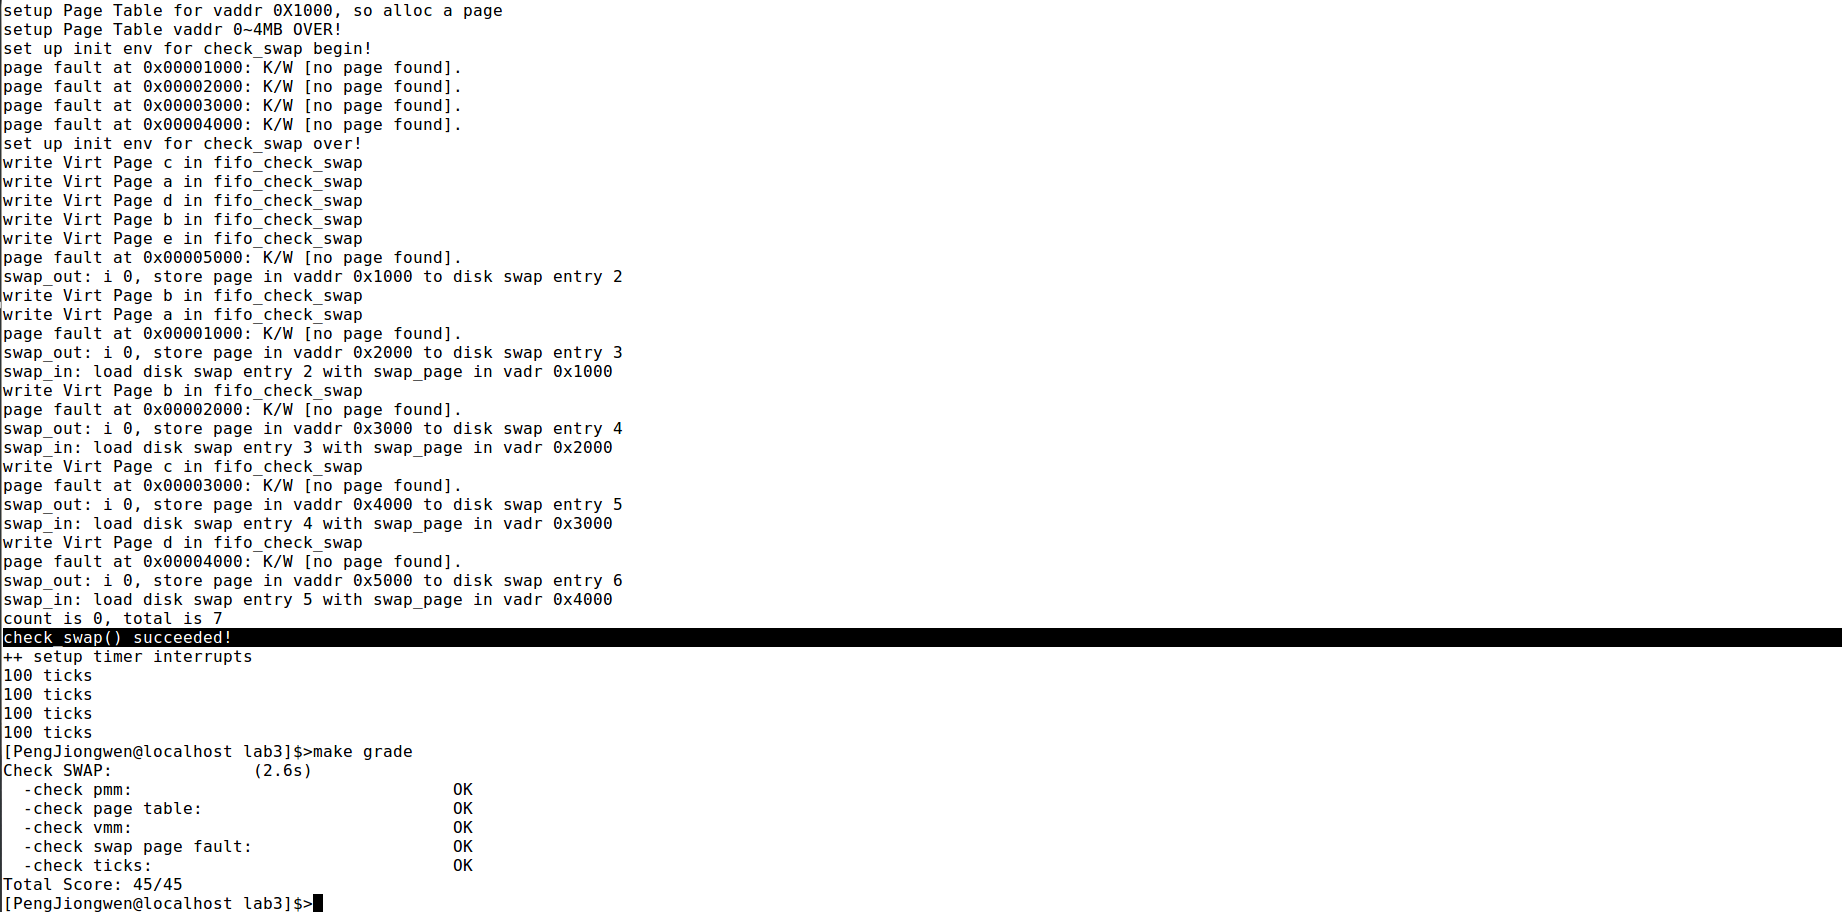 setup Page Table for vaddr 0X1000, so alloc a page
setup Page Table vaddr 0~4MB OVER!
set up init env for check_swap begin!
page fault at 0x00001000: K/W [no page found].
page fault at 0x00002000: K/W [no page found].
page fault at 0x00003000: K/W [no page found].
page fault at 0x00004000: K/W [no page found].
set up init env for check_swap over!
write Virt Page c in fifo_check_swap
write Virt Page a in fifo_check_swap
write Virt Page d in fifo_check_swap
write Virt Page b in fifo_check_swap
write Virt Page e in fifo_check_swap
page fault at 0x00005000: K/W [no page found].
swap_out: i 0, store page in vaddr 0x1000 to disk swap entry 2
write Virt Page b in fifo_check_swap
write Virt Page a in fifo_check_swap
page fault at 0x00001000: K/W [no page found].
swap_out: i 0, store page in vaddr 0x2000 to disk swap entry 3
swap_in: load disk swap entry 2 with swap_page in vadr 0x1000
write Virt Page b in fifo_check_swap
page fault at 0x00002000: K/W [no page found].
swap_out: i 0, store page in vaddr 0x3000 to disk swap entry 4
swap_in: load disk swap entry 3 with swap_page in vadr 0x2000
write Virt Page c in fifo_check_swap
page fault at 0x00003000: K/W [no page found].
swap_out: i 0, store page in vaddr 0x4000 to disk swap entry 5
swap_in: load disk swap entry 4 with swap_page in vadr 0x3000
write Virt Page d in fifo_check_swap
page fault at 0x00004000: K/W [no page found].
swap_out: i 0, store page in vaddr 0x5000 to disk swap entry 6
swap_in: load disk swap entry 5 with swap_page in vadr 0x4000
count is 0, total is 7
check_swap() succeeded!
++ setup timer interrupts
100 ticks
100 ticks
100 ticks
100 ticks
[PengJiongwen@localhost lab3]$>make grade
Check SWAP:              (2.6s)
  -check pmm:                                OK
  -check page table:                         OK
  -check vmm:                                OK
  -check swap page fault:                    OK
  -check ticks:                              OK
Total Score: 45/45
[PengJiongwen@localhost lab3]$>